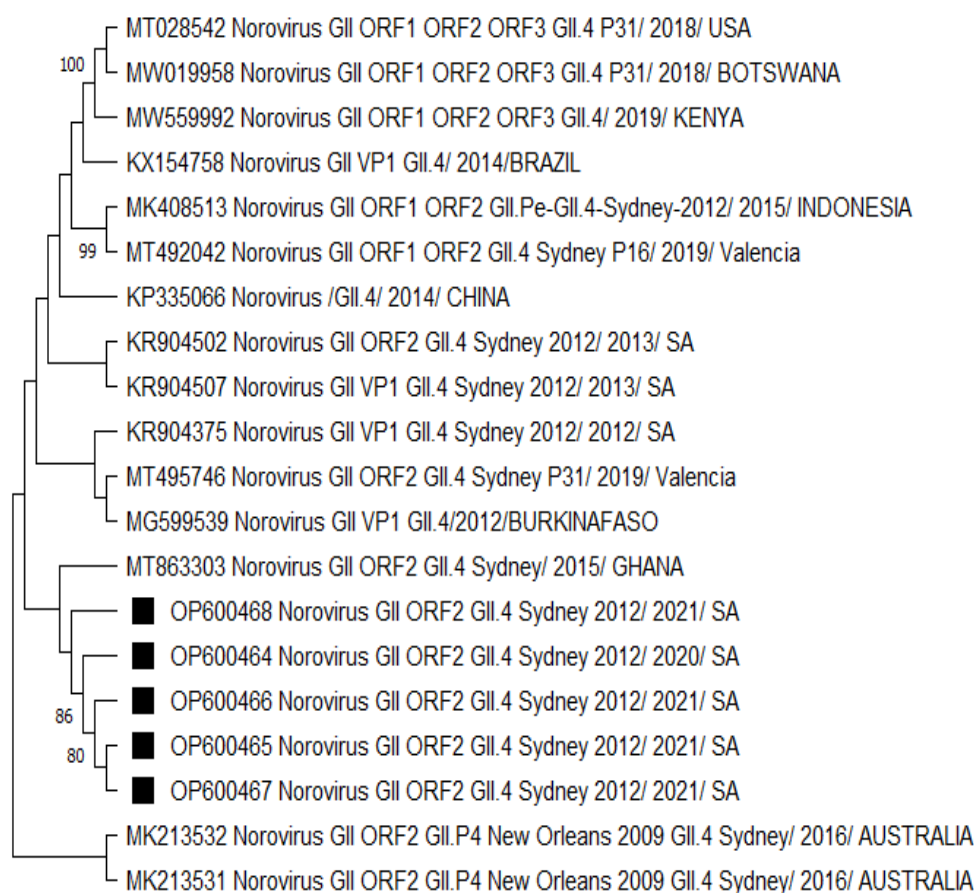 MT028542 Norovirus GII ORF1 ORF2 ORF3 GII.4 P31/ 2018/ USA
100
MW019958 Norovirus GII ORF1 ORF2 ORF3 GII.4 P31/ 2018/ BOTSWANA
MW559992 Norovirus GII ORF1 ORF2 ORF3 GII.4/ 2019/ KENYA
KX154758 Norovirus GII VP1 GII.4/ 2014/BRAZIL
MK408513 Norovirus GII ORF1 ORF2 GII.Pe-GII.4-Sydney-2012/ 2015/ INDONESIA
99
MT492042 Norovirus GII ORF1 ORF2 GII.4 Sydney P16/ 2019/ Valencia
KP335066 Norovirus /GII.4/ 2014/ CHINA
KR904502 Norovirus GII ORF2 GII.4 Sydney 2012/ 2013/ SA
KR904507 Norovirus GII VP1 GII.4 Sydney 2012/ 2013/ SA
KR904375 Norovirus GII VP1 GII.4 Sydney 2012/ 2012/ SA
MT495746 Norovirus GII ORF2 GII.4 Sydney P31/ 2019/ Valencia
MG599539 Norovirus GII VP1 GII.4/2012/BURKINAFASO
MT863303 Norovirus GII ORF2 GII.4 Sydney/ 2015/ GHANA
OP600468 Norovirus GII ORF2 GII.4 Sydney 2012/ 2021/ SA
OP600464 Norovirus GII ORF2 GII.4 Sydney 2012/ 2020/ SA
86
OP600466 Norovirus GII ORF2 GII.4 Sydney 2012/ 2021/ SA
80
OP600465 Norovirus GII ORF2 GII.4 Sydney 2012/ 2021/ SA
OP600467 Norovirus GII ORF2 GII.4 Sydney 2012/ 2021/ SA
MK213532 Norovirus GII ORF2 GII.P4 New Orleans 2009 GII.4 Sydney/ 2016/ AUSTRALIA
MK213531 Norovirus GII ORF2 GII.P4 New Orleans 2009 GII.4 Sydney/ 2016/ AUSTRALIA